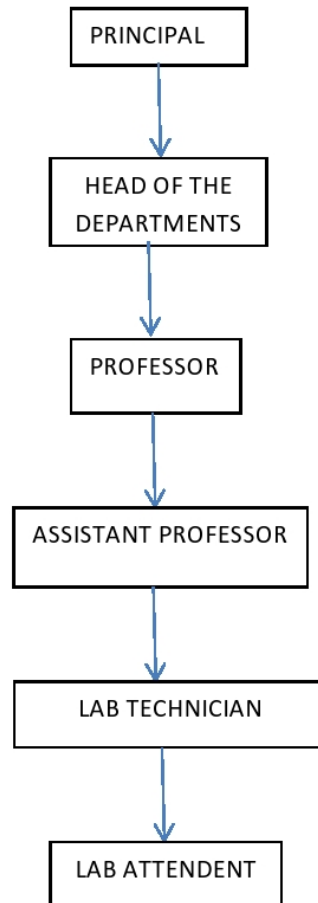 PRINCIPAL
HEAD OF THE
DEPARTMENTS
PROFESSOR
ASSISTANT PROFESSOR
LAB TECHNICIAN
LAB ATTENDENT